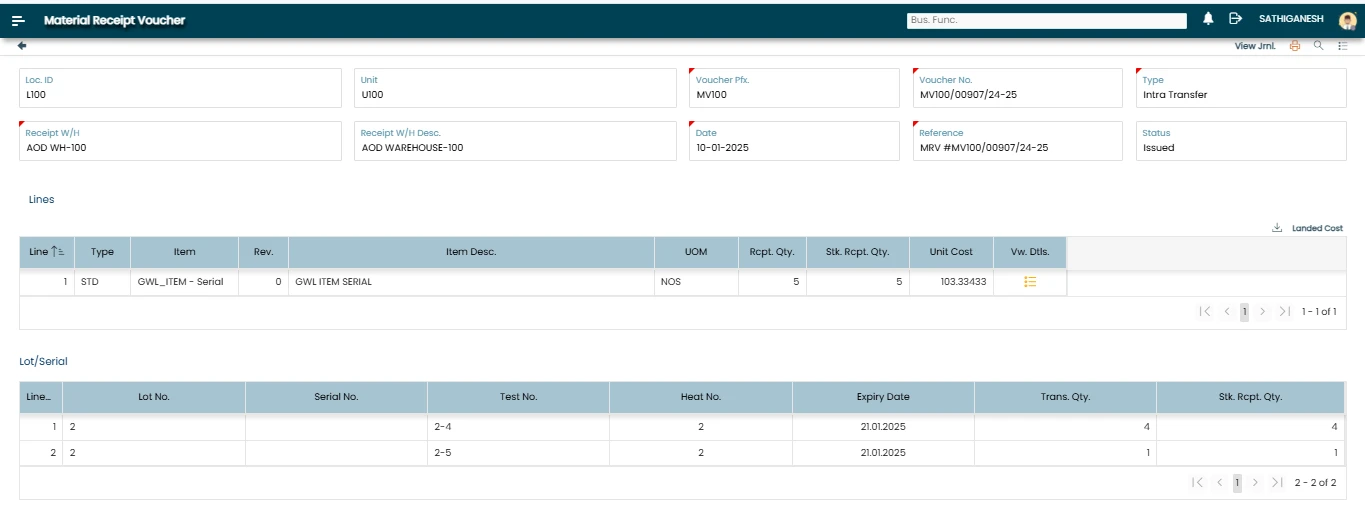 Material Receipt Voucher Bus. Func. SATHIGANESH
View Jrnl.
Loc. ID Unit Voucher Pfx. Voucher No. Type
L100 U100 MV100 MV100/00907/24-25 Intra Transfer
Receipt W/H Receipt W/H Desc. Date Reference Status
AOD WH-100 AOD WAREHOUSE-100 10-01-2025 MRV #MV100/00907/24-25 Issued
Lines
Landed Cost
Line Type Item Rev. Item Desc. UOM Rcpt. Qty. Stk. Rcpt. Qty. Unit Cost Vw. Dtls.
1 STD GWL_ITEM - Serial 0 GWL ITEM SERIAL NOS 5 5 103.33433
1 1 - 1 of 1
Lot/Serial
Line... Lot No. Serial No. Test No. Heat No. Expiry Date Trans. Qty. Stk. Rcpt. Qty.
1 2 2-4 2 21.01.2025 4 4
2 2 2-5 2 21.01.2025 1 1
1 2 - 2 of 2